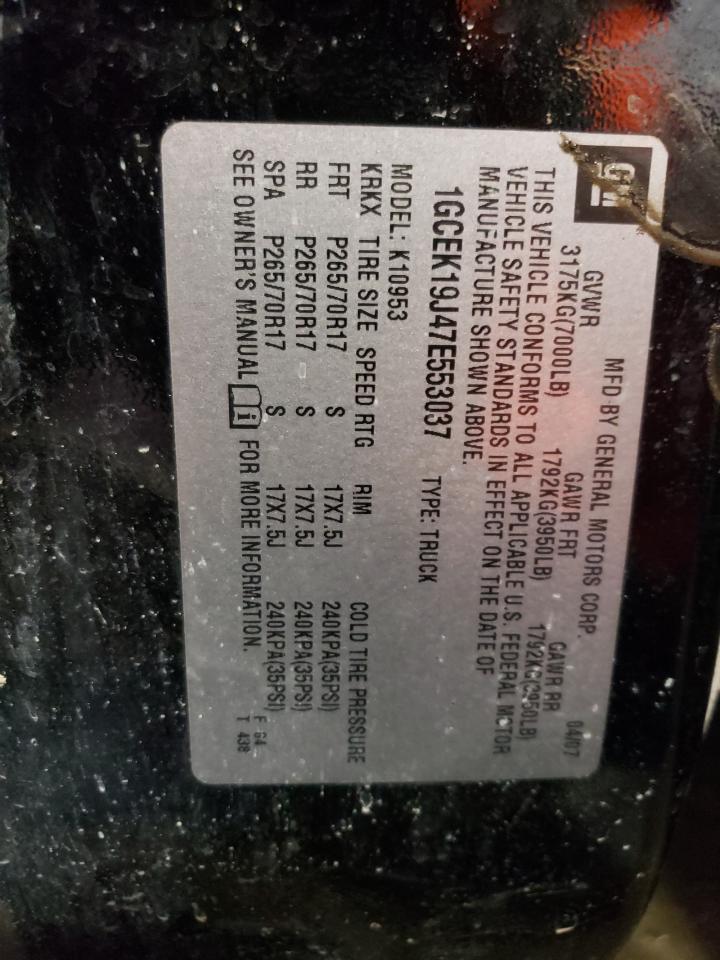 GM
MFD BY GENERAL MOTORS CORP. 04/07
GVWR GAWR FRT GAWR RR
3175KG(7000LB) 1792KG(3950LB) 1792KG(3950LB)
THIS VEHICLE CONFORMS TO ALL APPLICABLE U.S. FEDERAL MOTOR
VEHICLE SAFETY STANDARDS IN EFFECT ON THE DATE OF
MANUFACTURE SHOWN ABOVE.
1GCEK19J47E553037 TYPE: TRUCK
MODEL: K10953
KRKX TIRE SIZE SPEED RTG RIM COLD TIRE PRESSURE
FRT P265/70R17 S 17X7.5J 240KPA(35PSI)
RR P265/70R17 S 17X7.5J 240KPA(35PSI)
SPA P265/70R17 S 17X7.5J 240KPA(35PSI)
SEE OWNER'S MANUAL i FOR MORE INFORMATION.
F 64
T 438